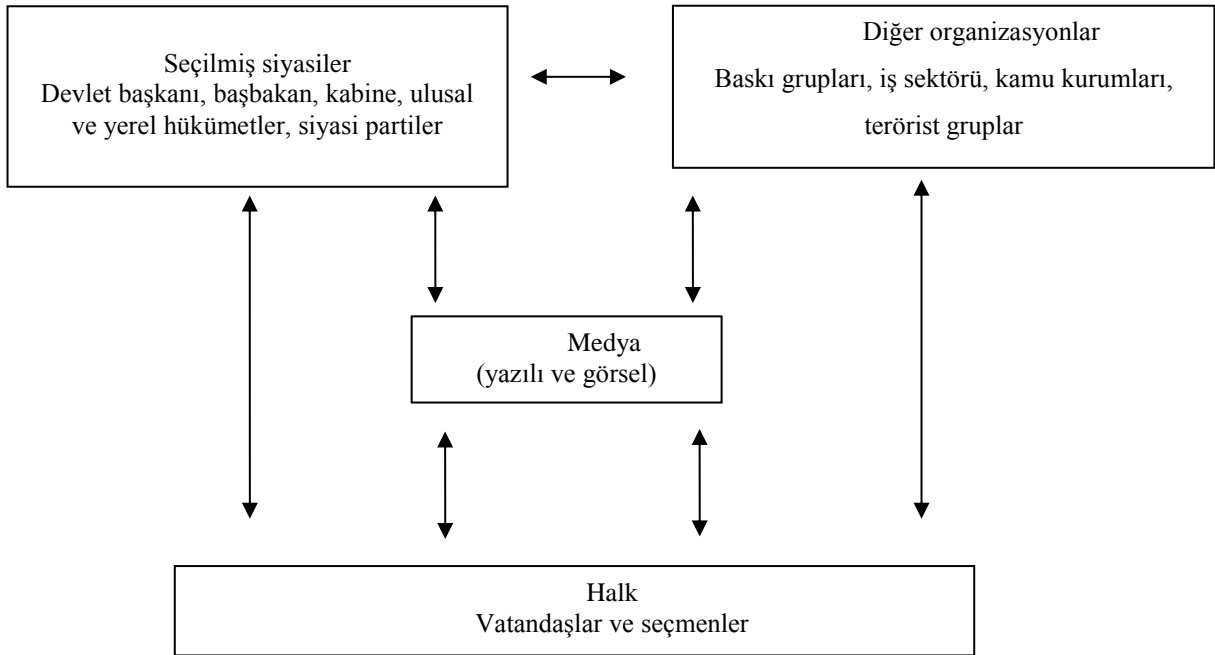 Seçilmiş siyasiler
Devlet başkanı, başbakan, kabine, ulusal
ve yerel hükümetler, siyasi partiler
Diğer organizasyonlar
Baskı grupları, iş sektörü, kamu kurumları,
terörist gruplar
Medya
(yazılı ve görsel)
Halk
Vatandaşlar ve seçmenler